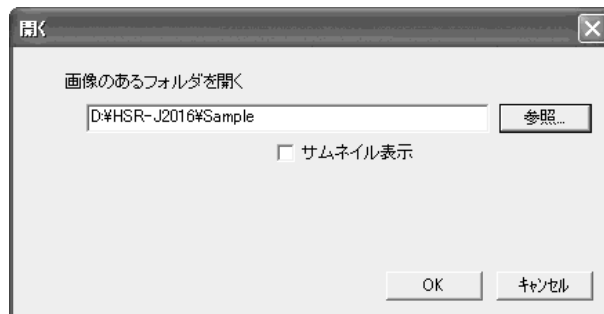 開く
画像のあるフォルダを開く
D:¥HSR-J2016¥Sample
参照...
サムネイル表示
OK
キャンセル